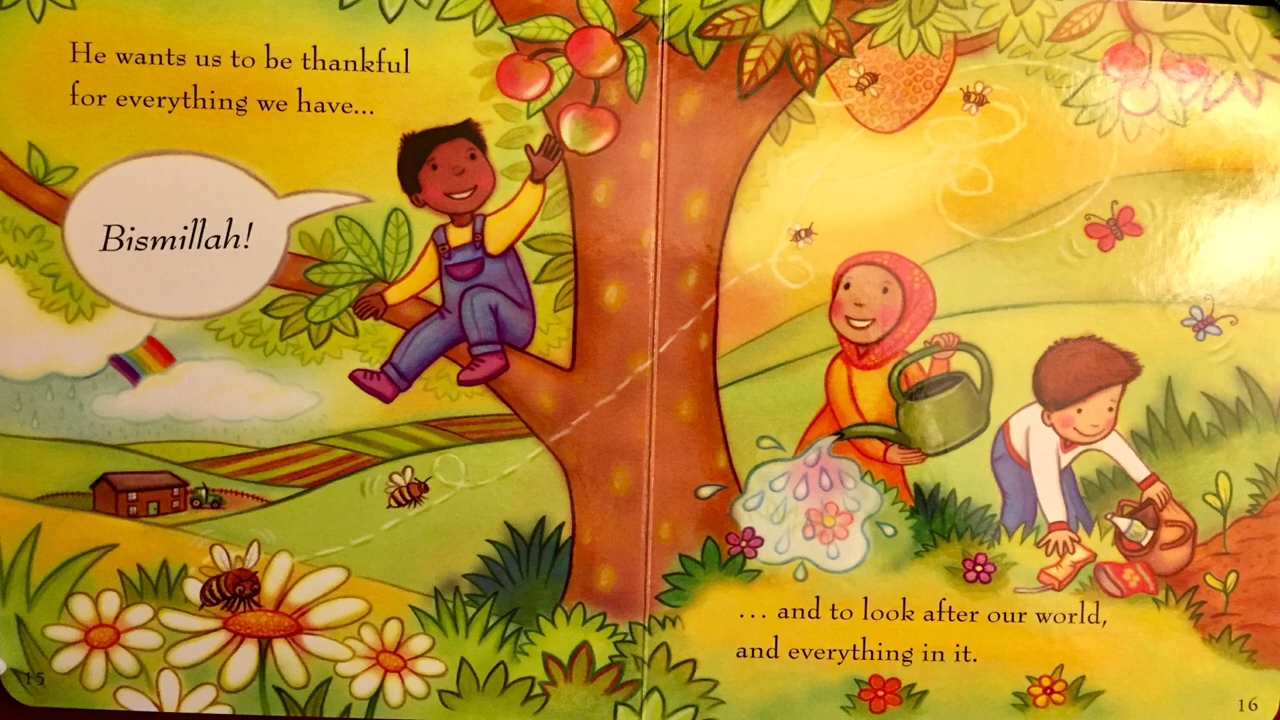 He wants us to be thankful
for everything we have...
Bismillah!
... and to look after our world,
and everything in it.
15
16